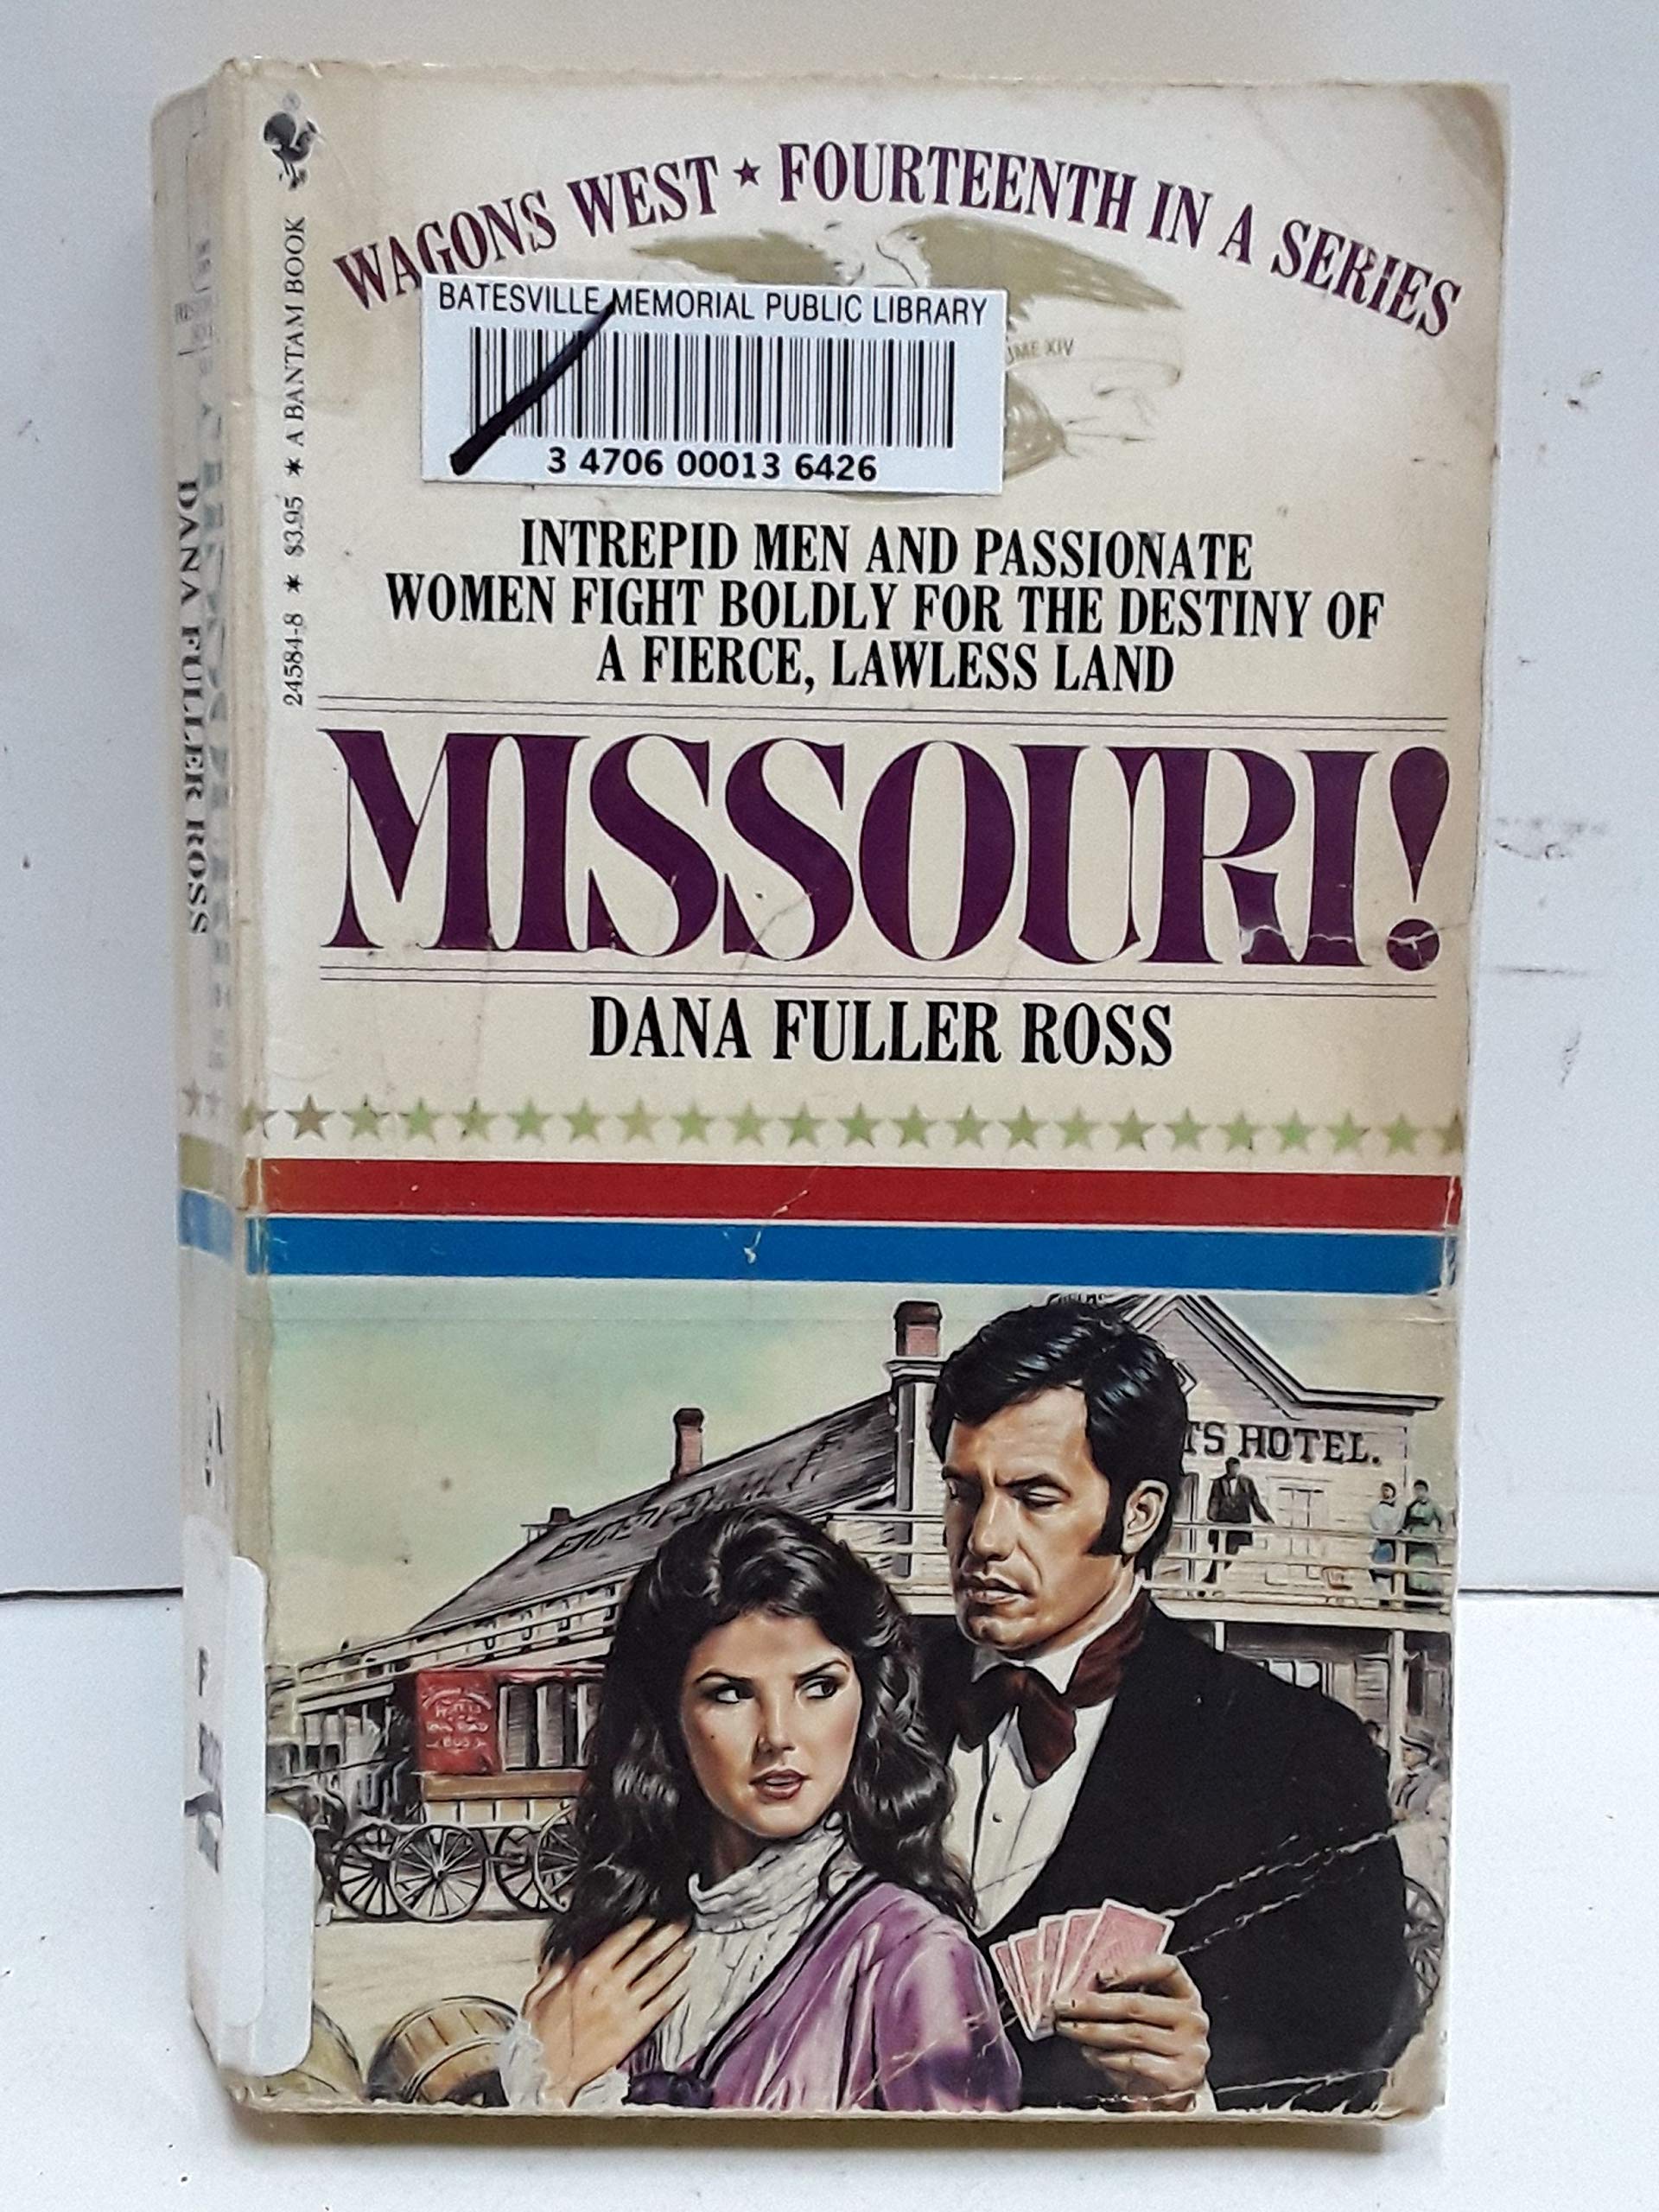 WAGONS WEST ★ FOURTEENTH IN A SERIES
BATESVILLE MEMORIAL PUBLIC LIBRARY
3 4706 00013 6426
XIV
INTREPID MEN AND PASSIONATE
WOMEN FIGHT BOLDLY FOR THE DESTINY OF
A FIERCE, LAWLESS LAND
MISSOURI!
DANA FULLER ROSS
24584-8 ★ $3.95 ★ A BANTAM BOOK
DANA FULLER ROSS
TS HOTEL.
F